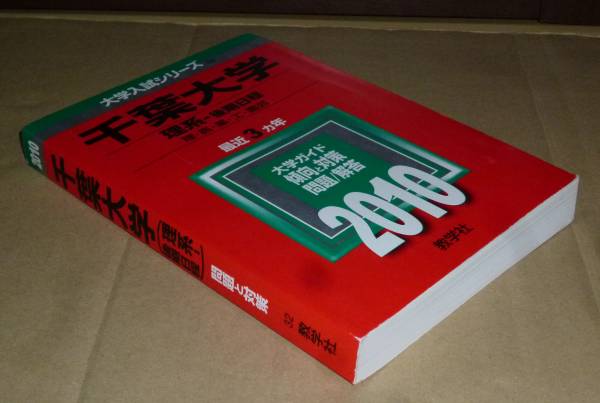 大学入試シリーズ
千葉大学
理系－後期日程
最近3カ年
大学ガイド
傾向と対策
問題/解答
2010
教学社
2010
千葉大学
理系－
後期日程
問題と対策
32
教学社